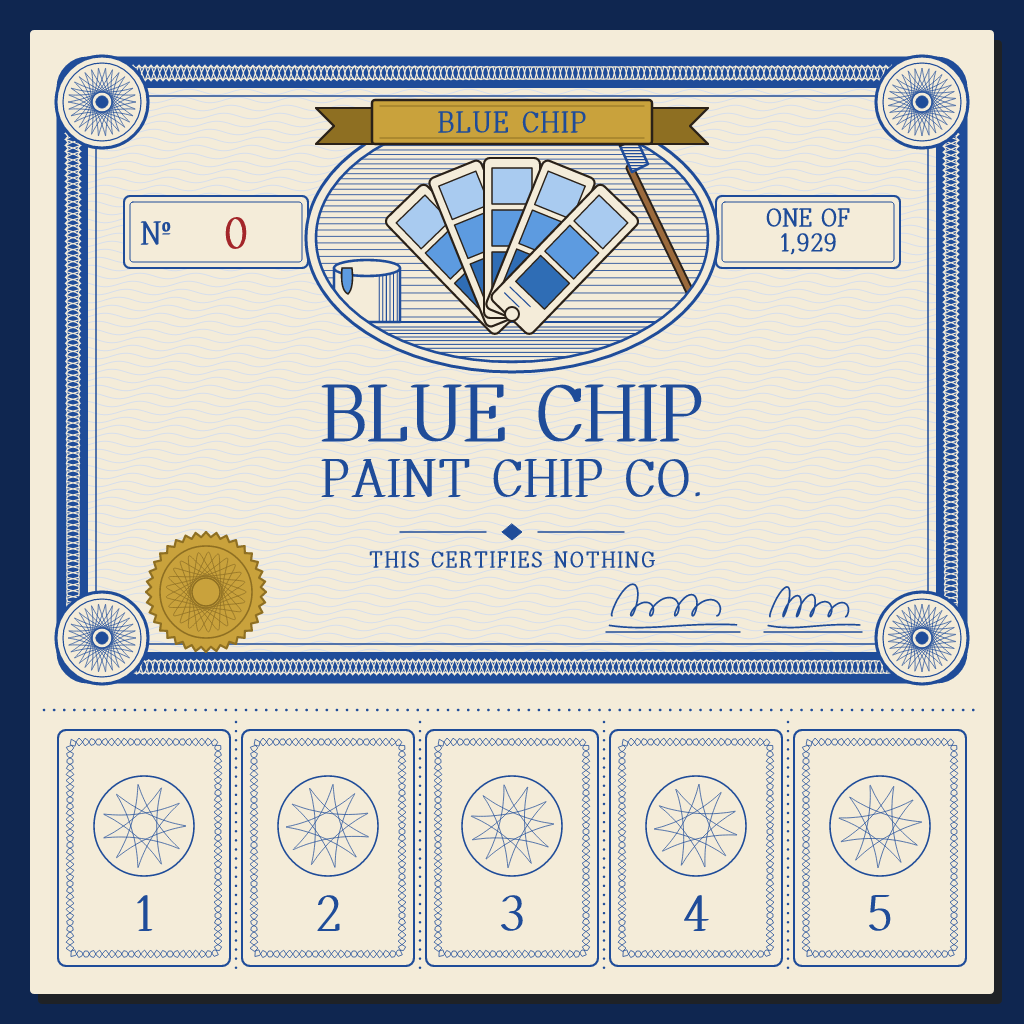 BLUE CHIP
Nº 0
ONE OF
1,929
BLUE CHIP
PAINT CHIP CO.
THIS CERTIFIES NOTHING
1
2
3
4
5